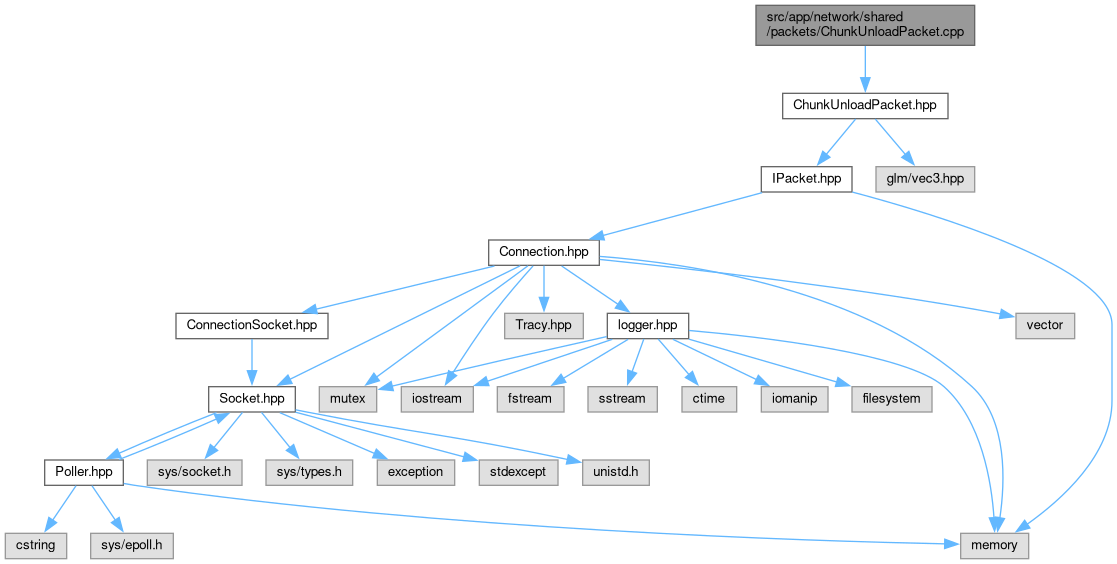 src/app/network/shared
/packets/ChunkUnloadPacket.cpp
ChunkUnloadPacket.hpp
IPacket.hpp
glm/vec3.hpp
Connection.hpp
ConnectionSocket.hpp
Tracy.hpp
logger.hpp
vector
Socket.hpp
mutex
iostream
fstream
sstream
ctime
iomanip
filesystem
Poller.hpp
sys/socket.h
sys/types.h
exception
stdexcept
unistd.h
cstring
sys/epoll.h
memory